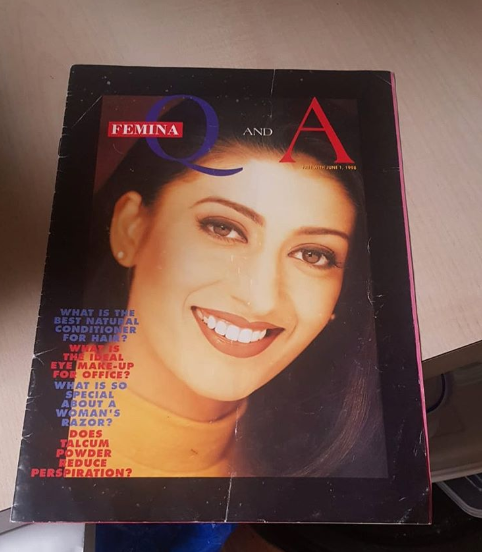 FEMINA Q AND A
JUNE 1, 1998
WHAT IS THE
BEST NATURAL
CONDITIONER
FOR HAIR?
WHAT IS
THE IDEAL
EYE MAKE-UP
FOR OFFICE?
WHAT IS SO
SPECIAL
ABOUT A
WOMAN'S
RAZOR?
DOES
TALCUM
POWDER
REDUCE
PERSPIRATION?